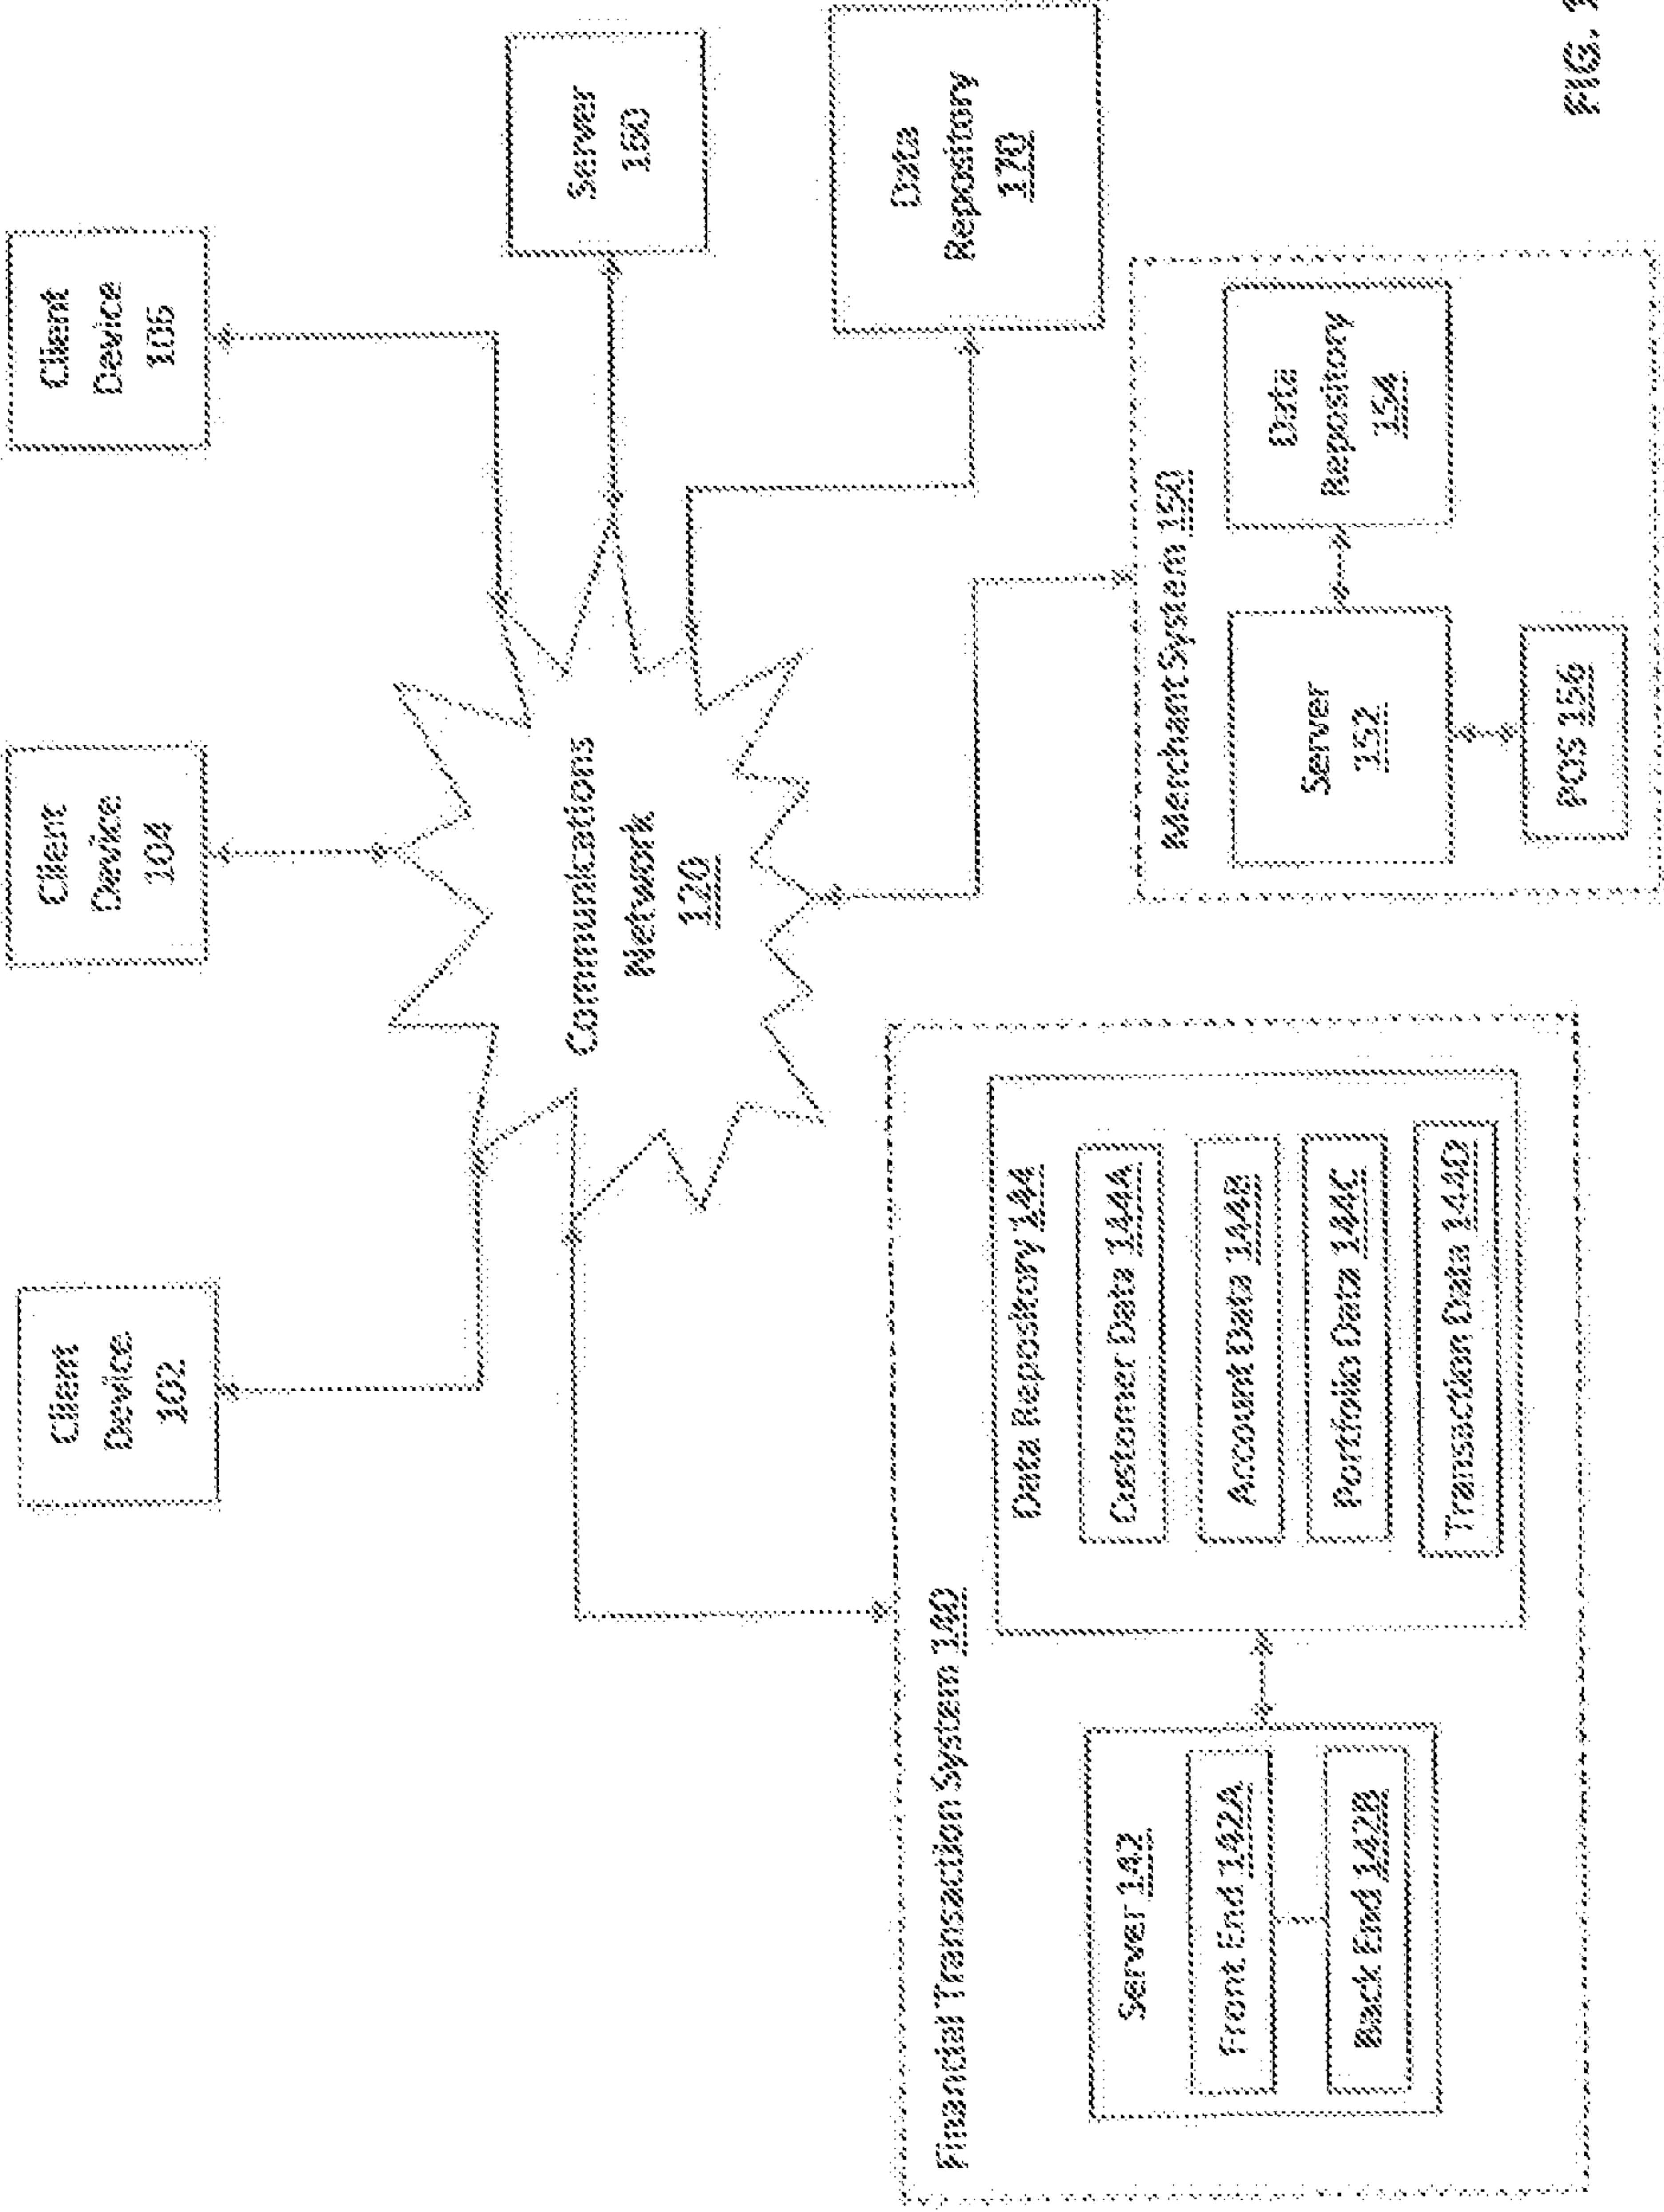 Client
Device
102
Client
Device
104
Client
Device
106
Communications
Network
120
Server
160
Data
Repository
170
Financial Transaction System 140
Server 142
Front End 142A
Back End 142B
Data Repository 144
Customer Data 144A
Account Data 144B
Portfolio Data 144C
Transaction Data 144D
Merchant System 150
Server
152
Data
Repository
154
POS 156
FIG. 1